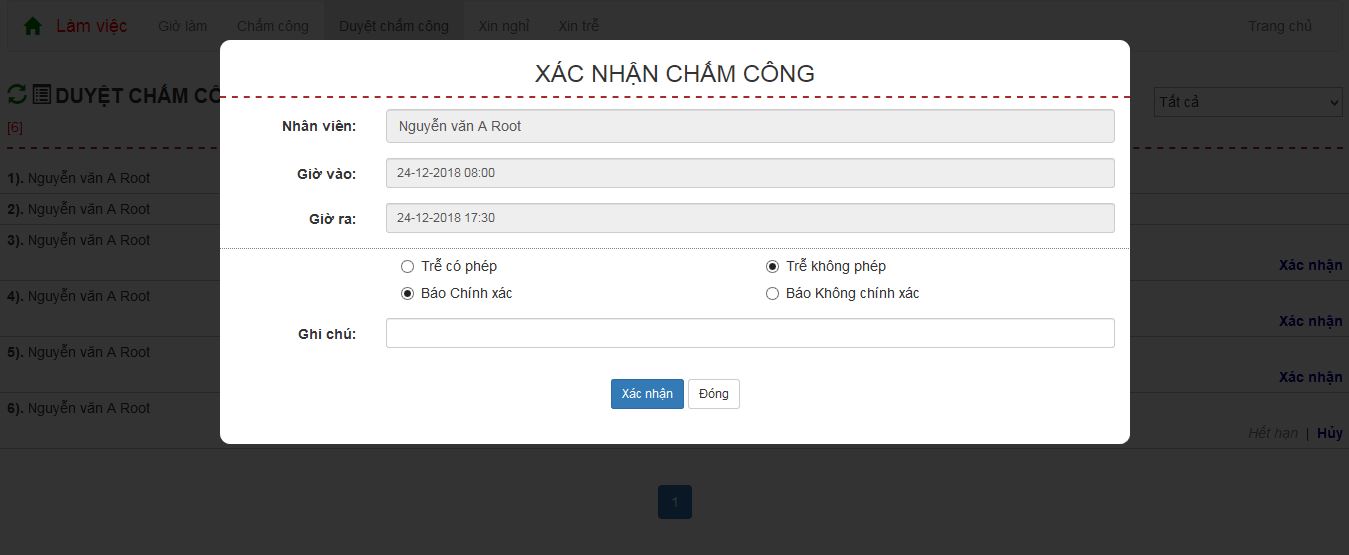 Làm việc Giờ làm Chấm công Duyệt chấm công Xin nghỉ Xin trễ Trang chủ
XÁC NHẬN CHẤM CÔNG
DUYỆT CHẤM CÔ
Tất cả
[6]
Nhân viên: Nguyễn văn A Root
Giờ vào: 24-12-2018 08:00
Giờ ra: 24-12-2018 17:30
Trễ có phép Trễ không phép
Báo Chính xác Báo Không chính xác
Ghi chú:
Xác nhận Đóng
1). Nguyễn văn A Root
2). Nguyễn văn A Root
3). Nguyễn văn A Root
Xác nhận
4). Nguyễn văn A Root
Xác nhận
5). Nguyễn văn A Root
Xác nhận
6). Nguyễn văn A Root
Hết hạn | Hủy
1